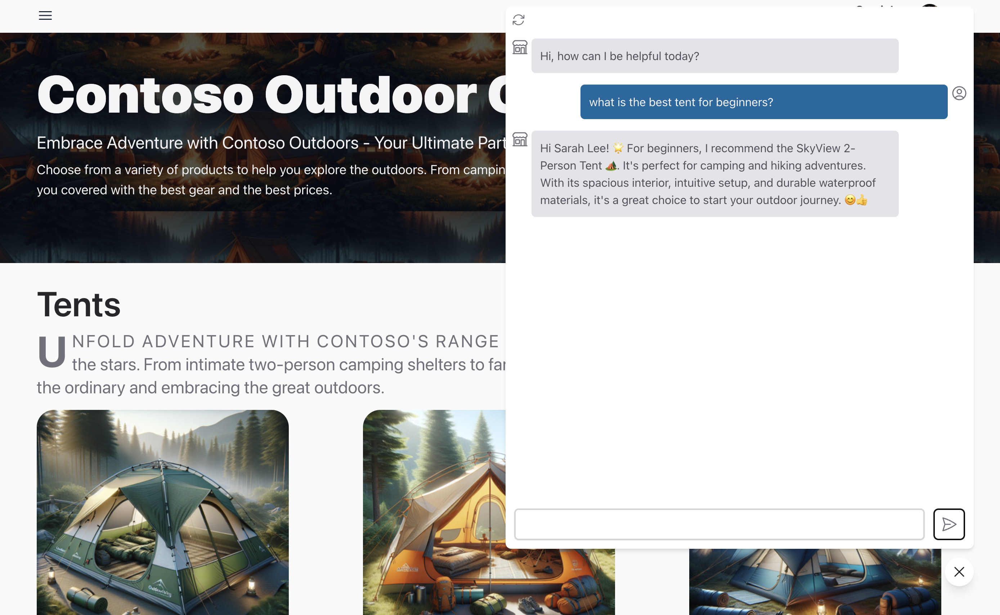 Contoso Outdoor
Embrace Adventure with Contoso Outdoors - Your Ultimate
Choose from a variety of products to help you explore the outdoors. From
you covered with the best gear and the best prices.
Tents
UNFOLD ADVENTURE WITH CONTOSO'S RANGE
the stars. From intimate two-person camping shelters to
the ordinary and embracing the great outdoors.
Hi, how can I be helpful today?
what is the best tent for beginners?
Hi Sarah Lee! 🌟 For beginners, I recommend the SkyView 2-
Person Tent 🏕️. It's perfect for camping and hiking adventures.
With its spacious interior, intuitive setup, and durable waterproof
materials, it's a great choice to start your outdoor journey. 😊👍